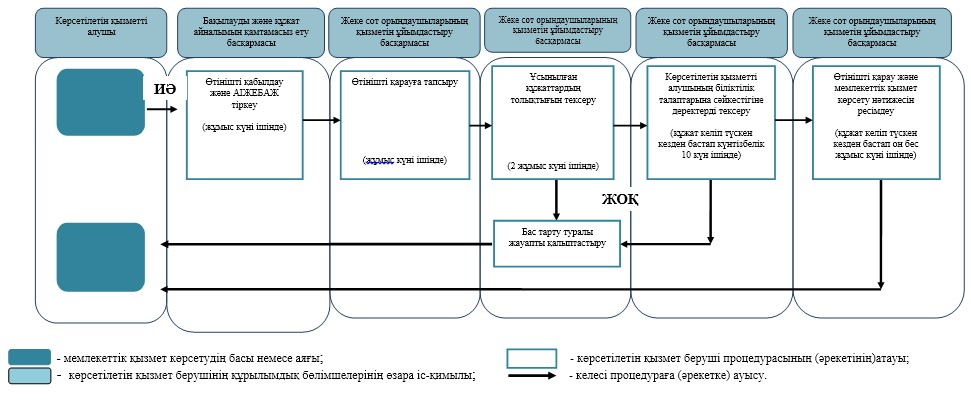 Көрсетілетін қызметті
алушы
Бақылауды және құжат
айналымын қамтамасыз ету
басқармасы
Жеке сот орындаушыларының
қызметін ұйымдастыру
басқармасы
Жеке сот орындаушыларының
қызметін ұйымдастыру
басқармасы
Жеке сот орындаушыларының
қызметін ұйымдастыру
басқармасы
Жеке сот орындаушыларының
қызметін ұйымдастыру
басқармасы
ИӘ
Өтінішті қабылдау
және АІЖЕБАЖ
тіркеу
(жұмыс күні ішінде)
Өтінішті қарауға тапсыру
(жұмыс күні ішінде)
Ұсынылған
құжаттардың
толықтығын тексеру
(2 жұмыс күні ішінде)
Көрсетілетін қызметті
алушының біліктілік
талаптарына сәйкестігіне
деректерді тексеру
(құжат келіп түскен
кезден бастап күнтізбелік
10 күн ішінде)
Өтінішті қарау және
мемлекеттік қызмет
көрсету нәтижесін
ресімдеу
(құжат келіп түскен
кезден бастап он бес
жұмыс күні ішінде)
ЖОҚ
Бас тарту туралы
жауапты қалыптастыру
- мемлекеттік қызмет көрсетудің басы немесе аяғы;
- көрсетілетін қызмет берушінің құрылымдық бөлімшелерінің өзара іс-қимылы;
- көрсетілетін қызмет беруші процедурасының (әрекетінің)атауы;
- келесі процедураға (әрекетке) ауысу.